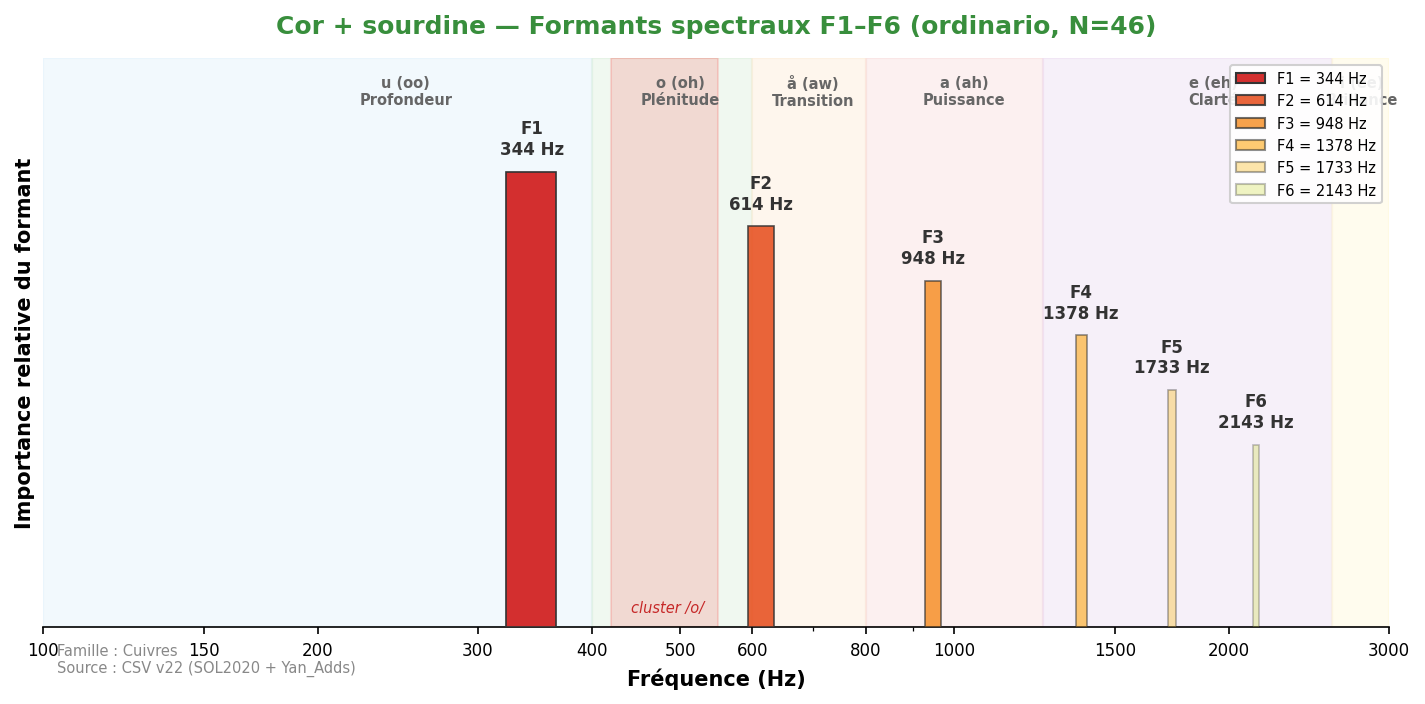 Cor + sourdine — Formants spectraux F1–F6 (ordinario, N=46)
u (oo)
Profondeur
o (oh)
Plénitude
å (aw)
Transition
a (ah)
Puissance
e (eh
F1 = 344 Hz
F2 = 614 Hz
F3 = 948 Hz
F4 = 1378 Hz
F5 = 1733 Hz
F6 = 2143 Hz
F1
344 Hz
F2
614 Hz
F3
948 Hz
F4
1378 Hz
F5
1733 Hz
F6
2143 Hz
cluster /o/
Importance relative du formant
100 150 200 300 400 500 600 800 1000 1500 2000 3000
Famille : Cuivres
Source : CSV v22 (SOL2020 + Yan_Adds)
Fréquence (Hz)